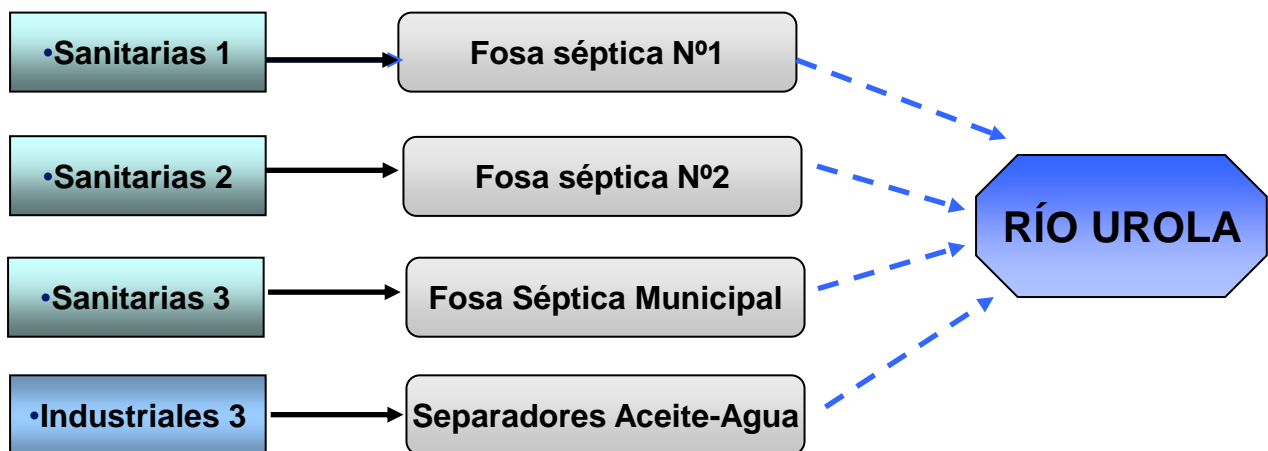 •Sanitarias 1
Fosa séptica Nº1
•Sanitarias 2
Fosa séptica Nº2
RÍO UROLA
•Sanitarias 3
Fosa Séptica Municipal
•Industriales 3
Separadores Aceite-Agua